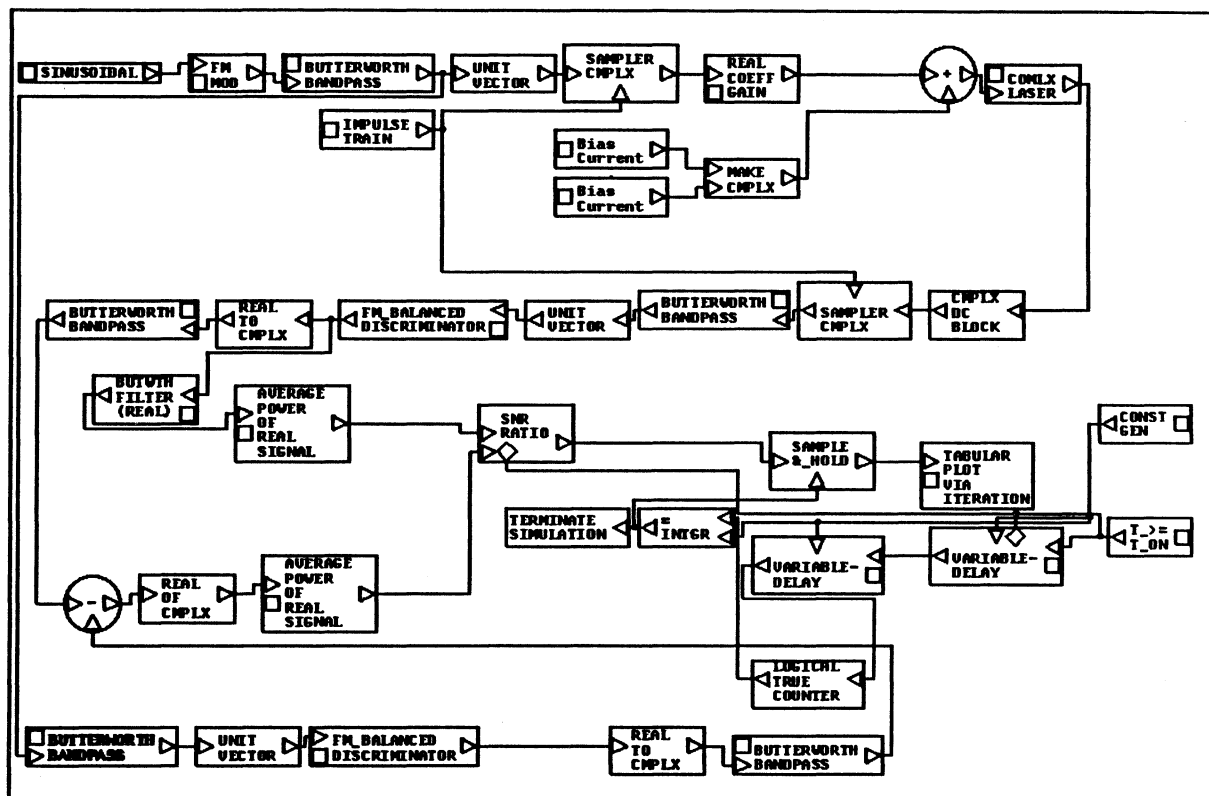 SINUSOIDAL
FM
MOD
BUTTERWORTH
BANDPASS
UNIT
VECTOR
SAMPLER
CMPLX
REAL
COEFF
GAIN
+
COMLX
LASER
IMPULSE
TRAIN
Bias
Current
Bias
Current
MAKE
CMPLX
BUTTERWORTH
BANDPASS
REAL
TO
CMPLX
FM_BALANCED
DISCRIMINATOR
UNIT
VECTOR
BUTTERWORTH
BANDPASS
SAMPLER
CMPLX
CMPLX
DC
BLOCK
BUTWTH
FILTER
(REAL)
AVERAGE
POWER
OF
REAL
SIGNAL
SNR
RATIO
SAMPLE
&_HOLD
TABULAR
PLOT
VIA
ITERATION
CONST
GEN
TERMINATE
SIMULATION
=
INTGR
VARIABLE-
DELAY
VARIABLE-
DELAY
T_>=
T_ON
-
REAL
OF
CMPLX
AVERAGE
POWER
OF
REAL
SIGNAL
LOGICAL
TRUE
COUNTER
BUTTERWORTH
BANDPASS
UNIT
VECTOR
FM_BALANCED
DISCRIMINATOR
REAL
TO
CMPLX
BUTTERWORTH
BANDPASS